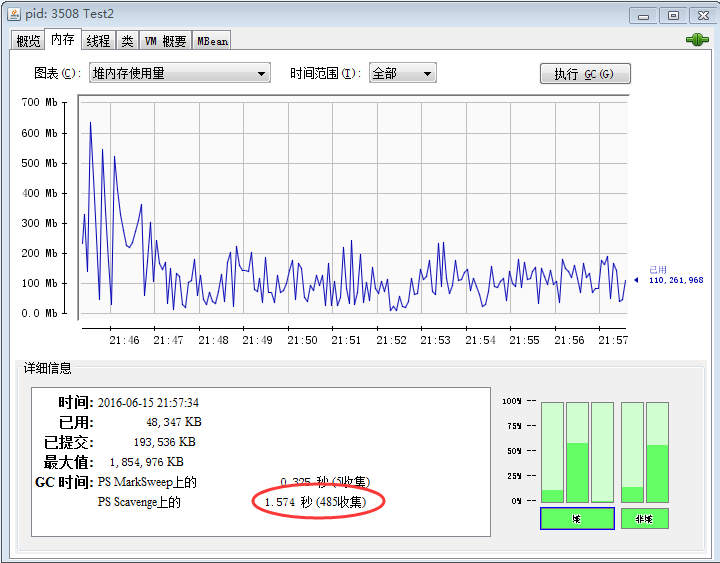 pid: 3508 Test2
概览 内存 线程 类 VM 概要 MBean
图表(C): 堆内存使用量 时间范围(I): 全部 执行 GC(G)
700 Mb
600 Mb
500 Mb
400 Mb
300 Mb
200 Mb
100 Mb
0.0 Mb
已用
110,261,968
21:46 21:47 21:48 21:49 21:50 21:51 21:52 21:53 21:54 21:55 21:56 21:57
详细信息
时间: 2016-06-15 21:57:34
已用: 48,347 KB
已提交: 193,536 KB
最大值: 1,854,976 KB
GC 时间: PS MarkSweep上的 0.325 秒 (5收集)
PS Scavenge上的 1.574 秒 (485收集)
100% --
75% --
50% --
25% --
0% --
堆 非堆